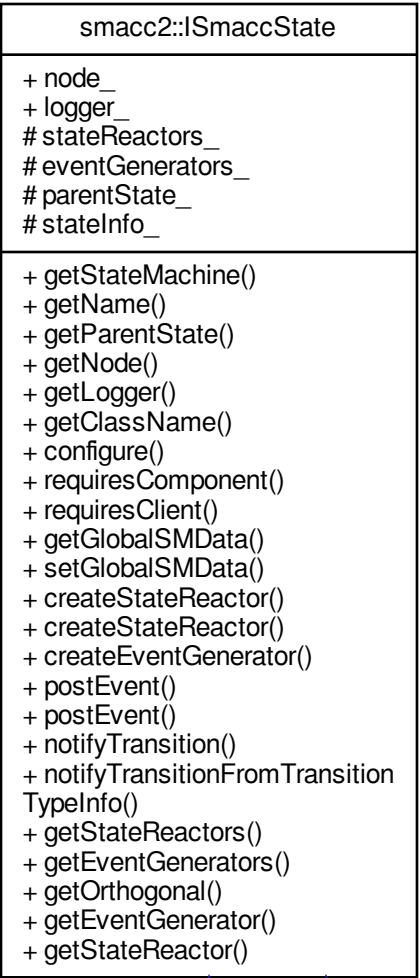 smacc2::ISmaccState
+ node_
+ logger_
# stateReactors_
# eventGenerators_
# parentState_
# stateInfo_
+ getStateMachine()
+ getName()
+ getParentState()
+ getNode()
+ getLogger()
+ getClassName()
+ configure()
+ requiresComponent()
+ requiresClient()
+ getGlobalSMData()
+ setGlobalSMData()
+ createStateReactor()
+ createStateReactor()
+ createEventGenerator()
+ postEvent()
+ postEvent()
+ notifyTransition()
+ notifyTransitionFromTransition
TypeInfo()
+ getStateReactors()
+ getEventGenerators()
+ getOrthogonal()
+ getEventGenerator()
+ getStateReactor()